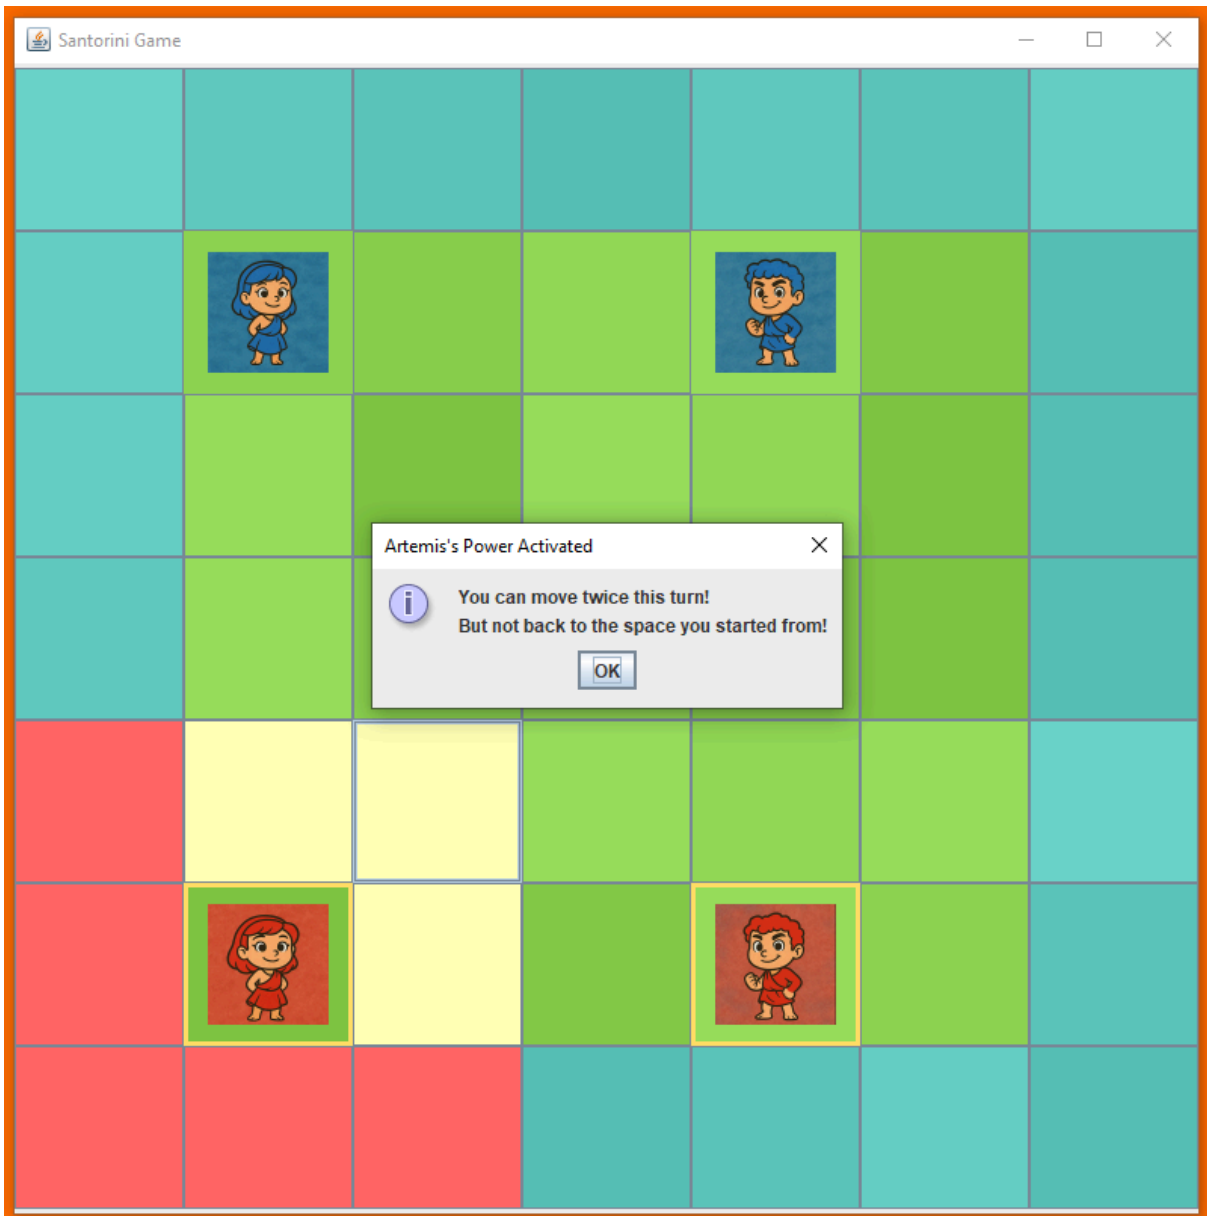 Santorini Game
Artemis's Power Activated
You can move twice this turn!
But not back to the space you started from!
OK